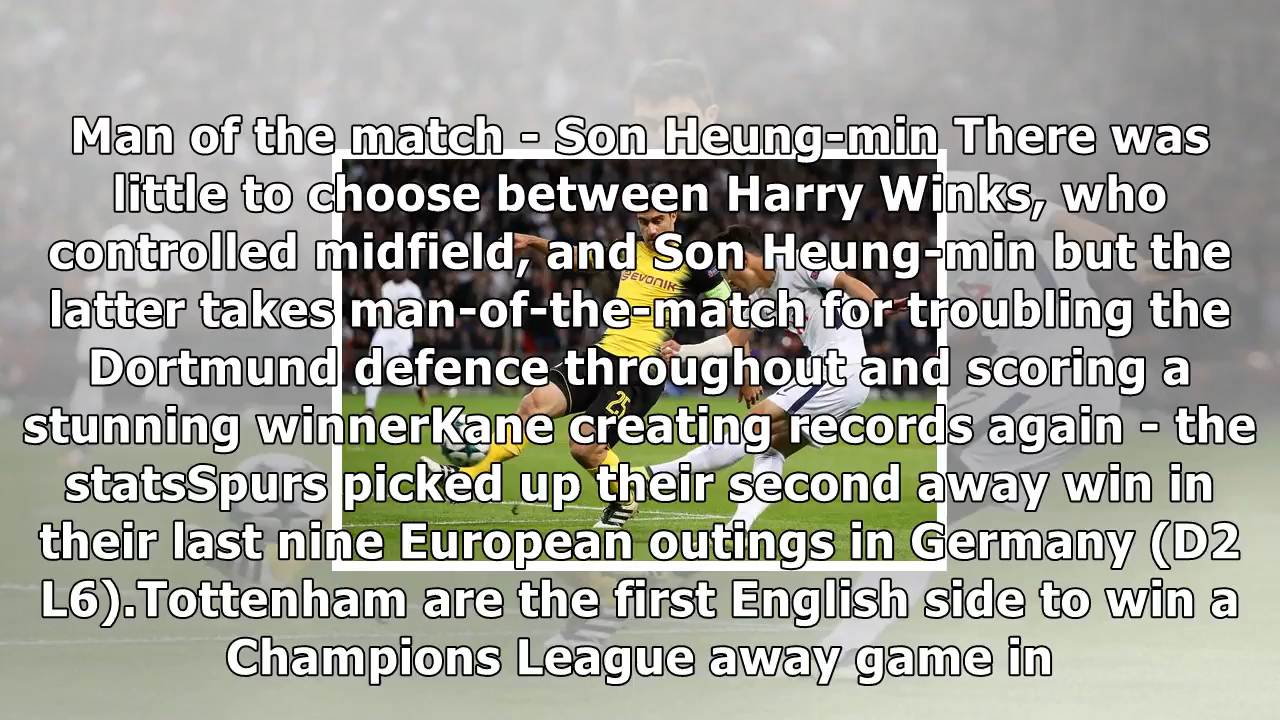 Man of the match - Son Heung-min There was
little to choose between Harry Winks, who
controlled midfield, and Son Heung-min but the
latter takes man-of-the-match for troubling the
Dortmund defence throughout and scoring a
stunning winnerKane creating records again - the
statsSpurs picked up their second away win in
their last nine European outings in Germany (D2
L6).Tottenham are the first English side to win a
Champions League away game in
EVONIK
25